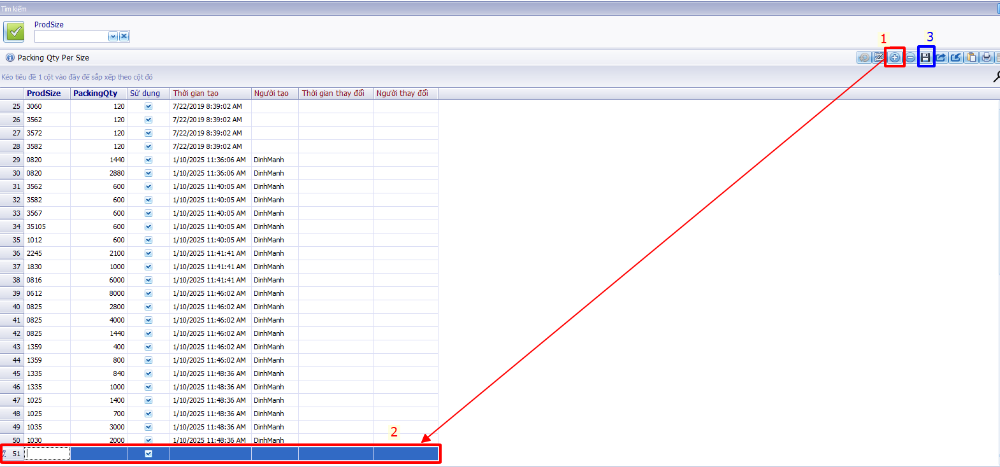 Tìm kiếm
ProdSize
1
3
Packing Qty Per Size
Kéo tiêu đề 1 cột vào đây để sắp xếp theo cột đó
ProdSize PackingQty Sử dụng Thời gian tạo Người tạo Thời gian thay đổi Người thay đổi
25 3060 120 7/22/2019 8:39:02 AM
26 3562 120 7/22/2019 8:39:02 AM
27 3572 120 7/22/2019 8:39:02 AM
28 3582 120 7/22/2019 8:39:02 AM
29 0820 1440 1/10/2025 11:36:06 AM DinhManh
30 0820 2880 1/10/2025 11:36:06 AM DinhManh
31 3562 600 1/10/2025 11:40:05 AM DinhManh
32 3582 600 1/10/2025 11:40:05 AM DinhManh
33 3567 600 1/10/2025 11:40:05 AM DinhManh
34 35105 600 1/10/2025 11:40:05 AM DinhManh
35 1012 600 1/10/2025 11:40:05 AM DinhManh
36 2245 2100 1/10/2025 11:41:41 AM DinhManh
37 1830 1000 1/10/2025 11:41:41 AM DinhManh
38 0816 6000 1/10/2025 11:41:41 AM DinhManh
39 0612 8000 1/10/2025 11:46:02 AM DinhManh
40 0825 2800 1/10/2025 11:46:02 AM DinhManh
41 0825 4000 1/10/2025 11:46:02 AM DinhManh
42 0825 1440 1/10/2025 11:46:02 AM DinhManh
43 1359 400 1/10/2025 11:46:02 AM DinhManh
44 1359 800 1/10/2025 11:46:02 AM DinhManh
45 1335 840 1/10/2025 11:48:36 AM DinhManh
46 1335 1000 1/10/2025 11:48:36 AM DinhManh
47 1025 1400 1/10/2025 11:48:36 AM DinhManh
48 1025 700 1/10/2025 11:48:36 AM DinhManh
49 1035 3000 1/10/2025 11:48:36 AM DinhManh
50 1030 2000 1/10/2025 11:48:36 AM DinhManh
2
51